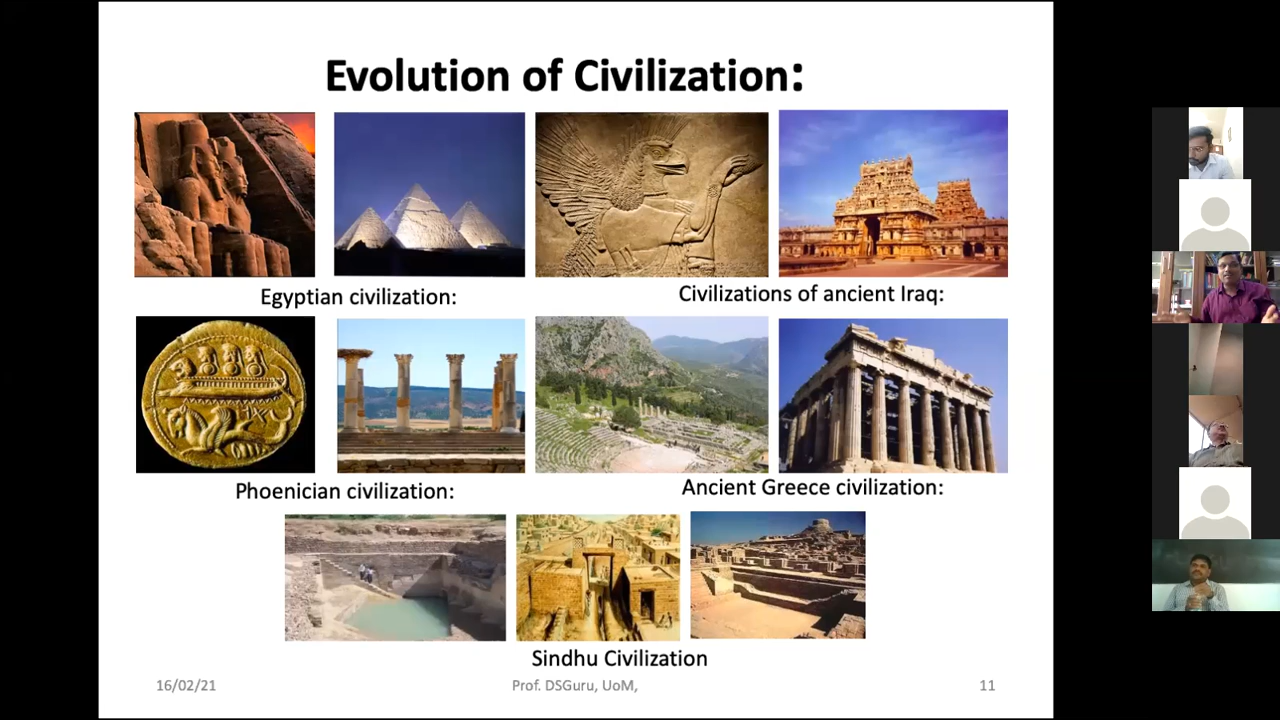 Evolution of Civilization:
Egyptian civilization:
Civilizations of ancient Iraq:
Phoenician civilization:
Ancient Greece civilization:
Sindhu Civilization
16/02/21
Prof. DSGuru, UoM,
11